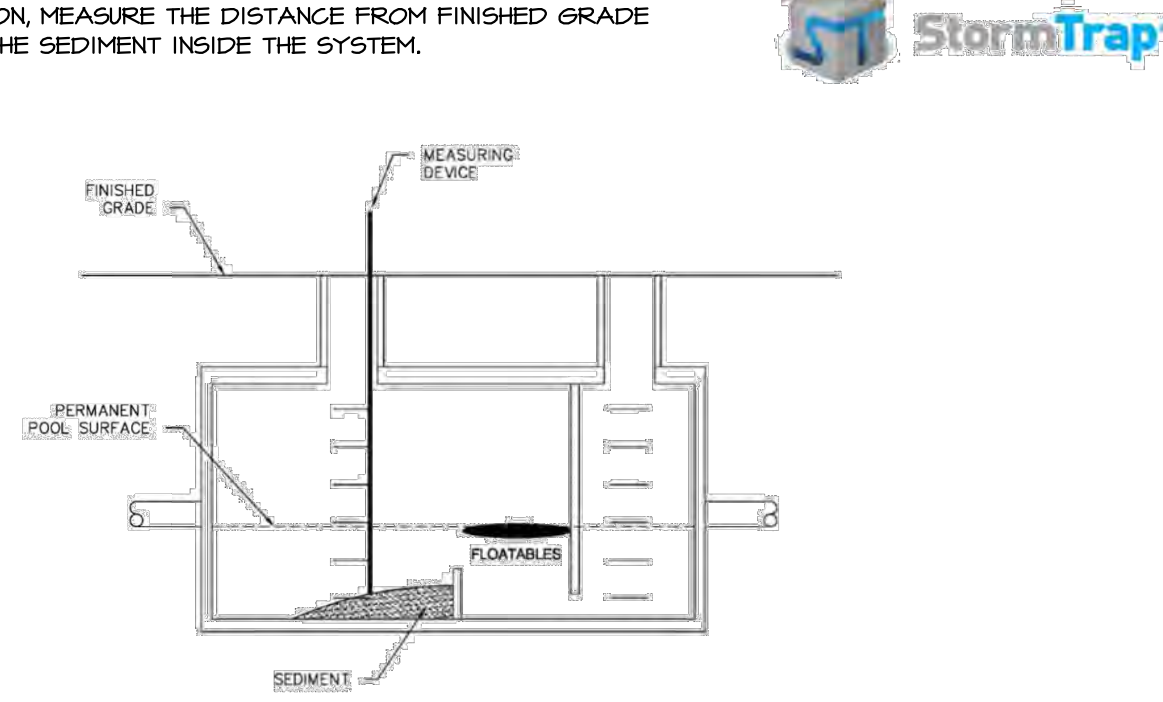 ON, MEASURE THE DISTANCE FROM FINISHED GRADE
HE SEDIMENT INSIDE THE SYSTEM.
ST
StormTrap
MEASURING
DEVICE
FINISHED
GRADE
PERMANENT
POOL SURFACE
FLOATABLES
SEDIMENT